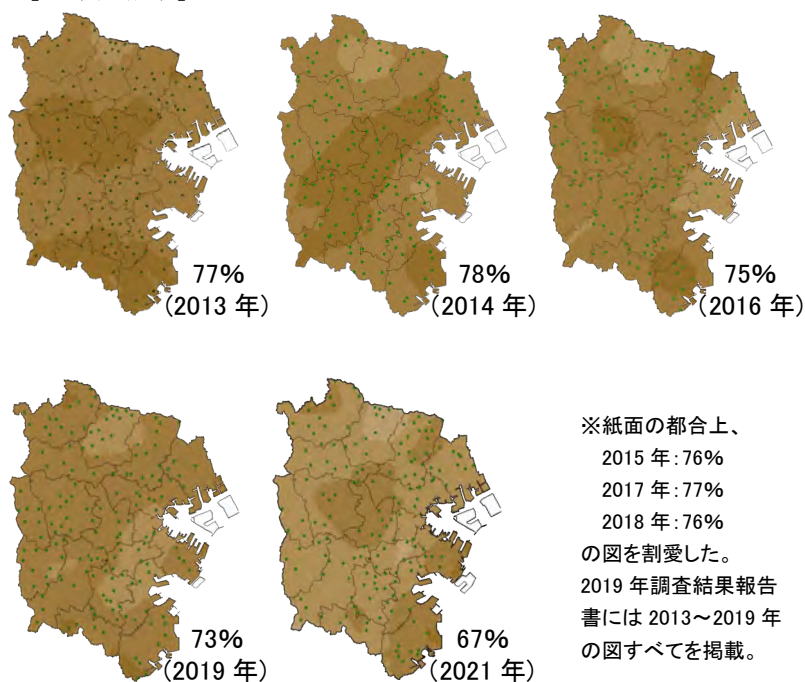 77%
(2013 年)
78%
(2014 年)
75%
(2016 年)
73%
(2019 年)
67%
(2021 年)
※紙面の都合上、
2015 年:76%
2017 年:77%
2018 年:76%
の図を割愛した。
2019 年調査結果報告
書には 2013~2019 年
の図すべてを掲載。